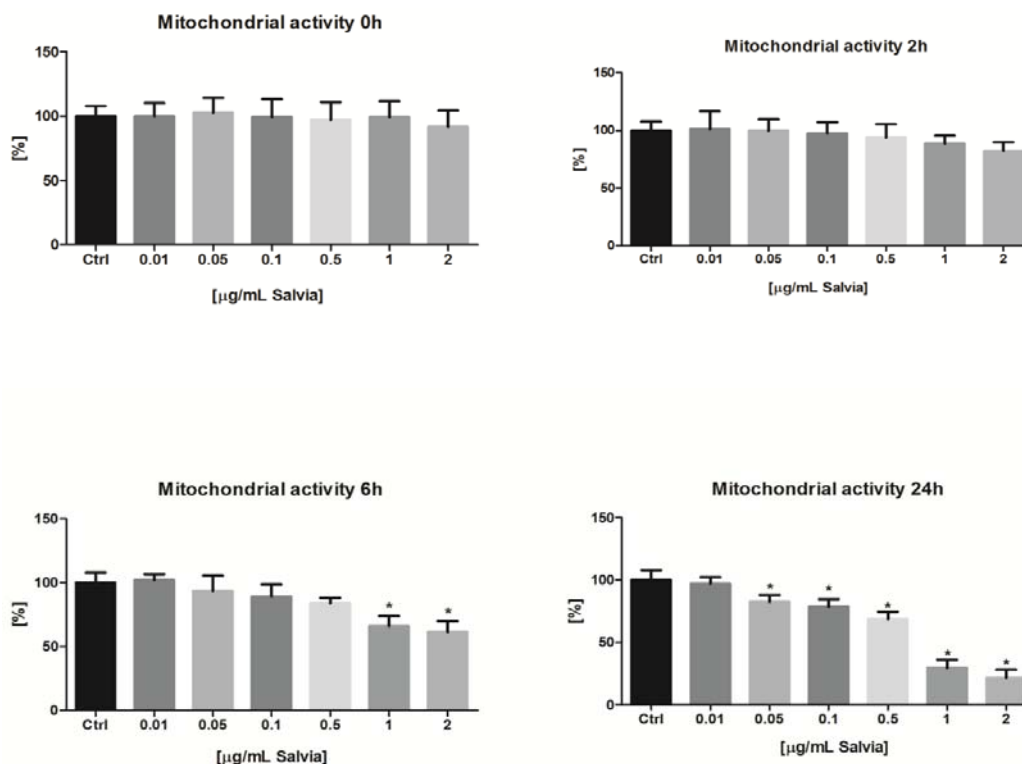 Mitochondrial activity 0h
150
100
50
0
[%]
Ctrl 0.01 0.05 0.1 0.5 1 2
[μg/mL Salvia]
Mitochondrial activity 2h
150
100
50
0
[%]
Ctrl 0.01 0.05 0.1 0.5 1 2
[μg/mL Salvia]
Mitochondrial activity 6h
150
100
50
0
[%]
* *
Ctrl 0.01 0.05 0.1 0.5 1 2
[μg/mL Salvia]
Mitochondrial activity 24h
150
100
50
0
[%]
* * * * *
Ctrl 0.01 0.05 0.1 0.5 1 2
[μg/mL Salvia]